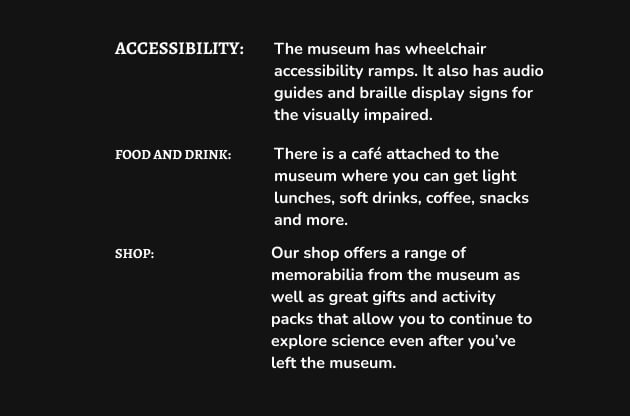 ACCESSIBILITY: The museum has wheelchair
accessibility ramps. It also has audio
guides and braille display signs for
the visually impaired.
FOOD AND DRINK: There is a café attached to the
museum where you can get light
lunches, soft drinks, coffee, snacks
and more.
SHOP: Our shop offers a range of
memorabilia from the museum as
well as great gifts and activity
packs that allow you to continue to
explore science even after you’ve
left the museum.